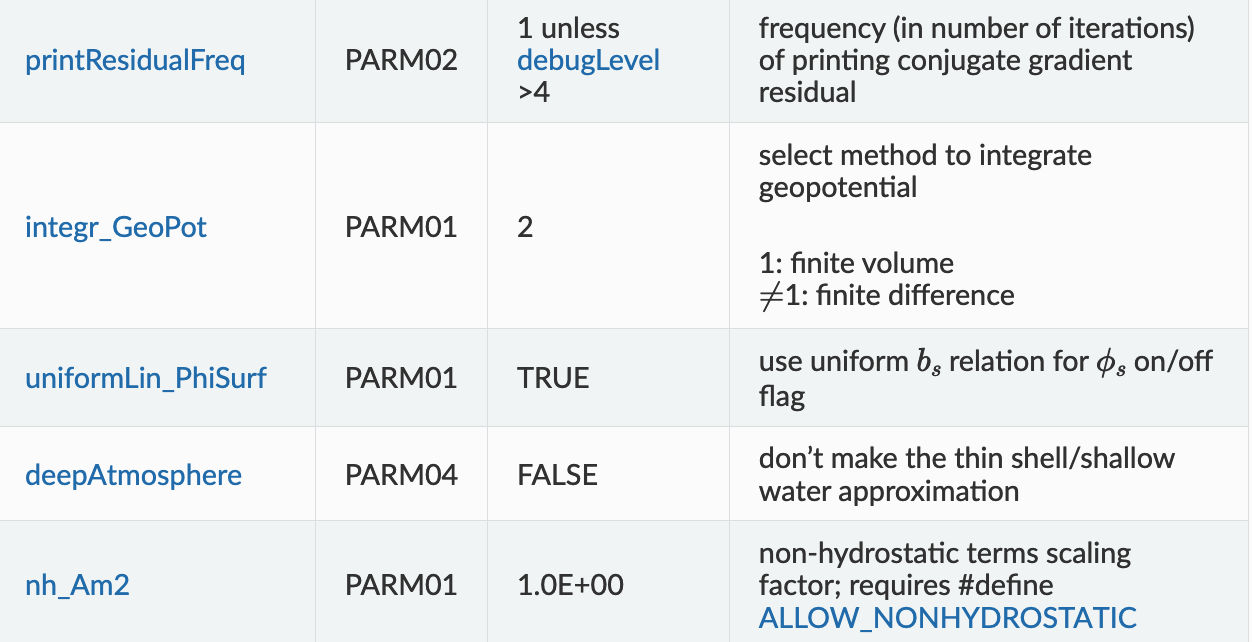 printResidualFreq PARM02 1 unless debugLevel >4 frequency (in number of iterations) of printing conjugate gradient residual
integr_GeoPot PARM01 2 select method to integrate geopotential
1: finite volume
≠1: finite difference
uniformLin_PhiSurf PARM01 TRUE use uniform b_s relation for ϕ_s on/off flag
deepAtmosphere PARM04 FALSE don’t make the thin shell/shallow water approximation
nh_Am2 PARM01 1.0E+00 non-hydrostatic terms scaling factor; requires #define ALLOW_NONHYDROSTATIC